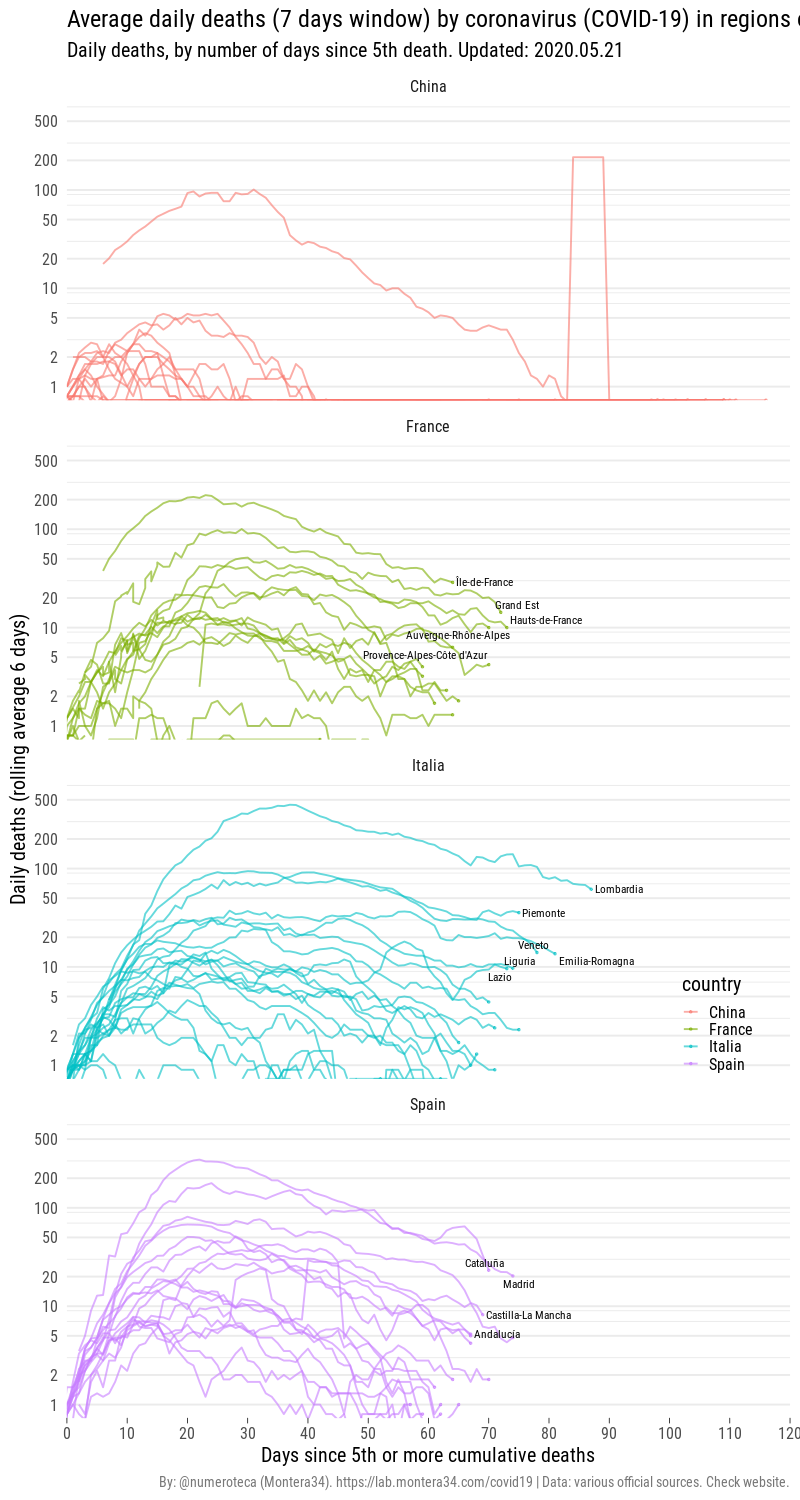 Average daily deaths (7 days window) by coronavirus (COVID-19) in regions
Daily deaths, by number of days since 5th death. Updated: 2020.05.21
China
500
200
100
50
20
10
5
2
1
France
500
200
100
50
20
10
5
2
1
Île-de-France
Grand Est
Hauts-de-France
Auvergne-Rhône-Alpes
Provence-Alpes-Côte d'Azur
Daily deaths (rolling average 6 days)
Italia
500
200
100
50
20
10
5
2
1
Lombardia
Piemonte
Veneto
Liguria
Emilia-Romagna
Lazio
country
China
France
Italia
Spain
Spain
500
200
100
50
20
10
5
2
1
Cataluña
Madrid
Castilla-La Mancha
Andalucía
0 10 20 30 40 50 60 70 80 90 100 110 120
Days since 5th or more cumulative deaths
By: @numeroteca (Montera34). https://lab.montera34.com/covid19 | Data: various official sources. Check website.